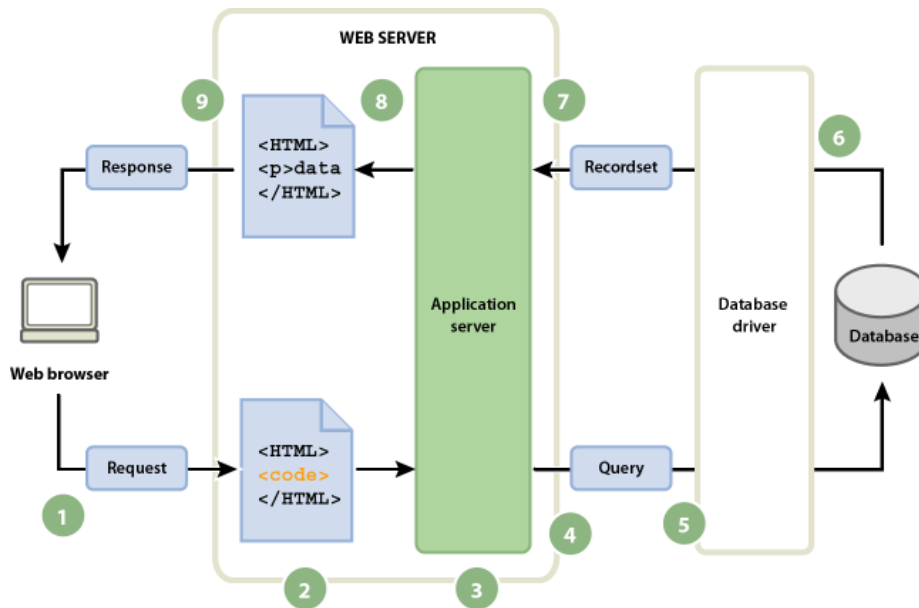 WEB SERVER
9
8
7
6
Response
<HTML>
<p>data
</HTML>
Recordset
Application
server
Database
driver
Database
Web browser
Request
<HTML>
<code>
</HTML>
Query
1
2
3
4
5